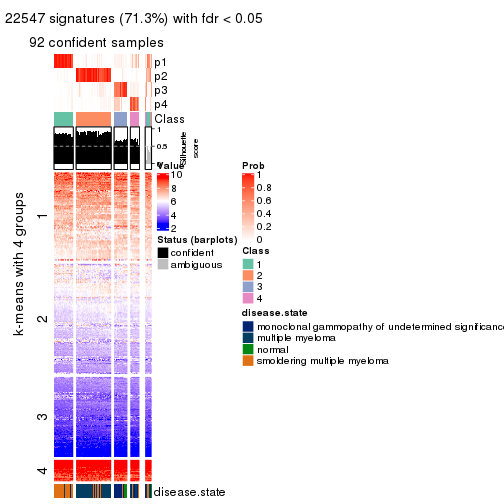 22547 signatures (71.3%) with fdr < 0.05
92 confident samples
p1
p2
p3
p4
Class
1
0.5
0
Silhouette
score
k-means with 4 groups
1
2
3
4
disease.state
Value
10
8
6
4
2
Status (barplots)
confident
ambiguous
Prob
1
0.8
0.6
0.4
0.2
0
Class
1
2
3
4
disease.state
monoclonal gammopathy of undetermined significance
multiple myeloma
normal
smoldering multiple myeloma